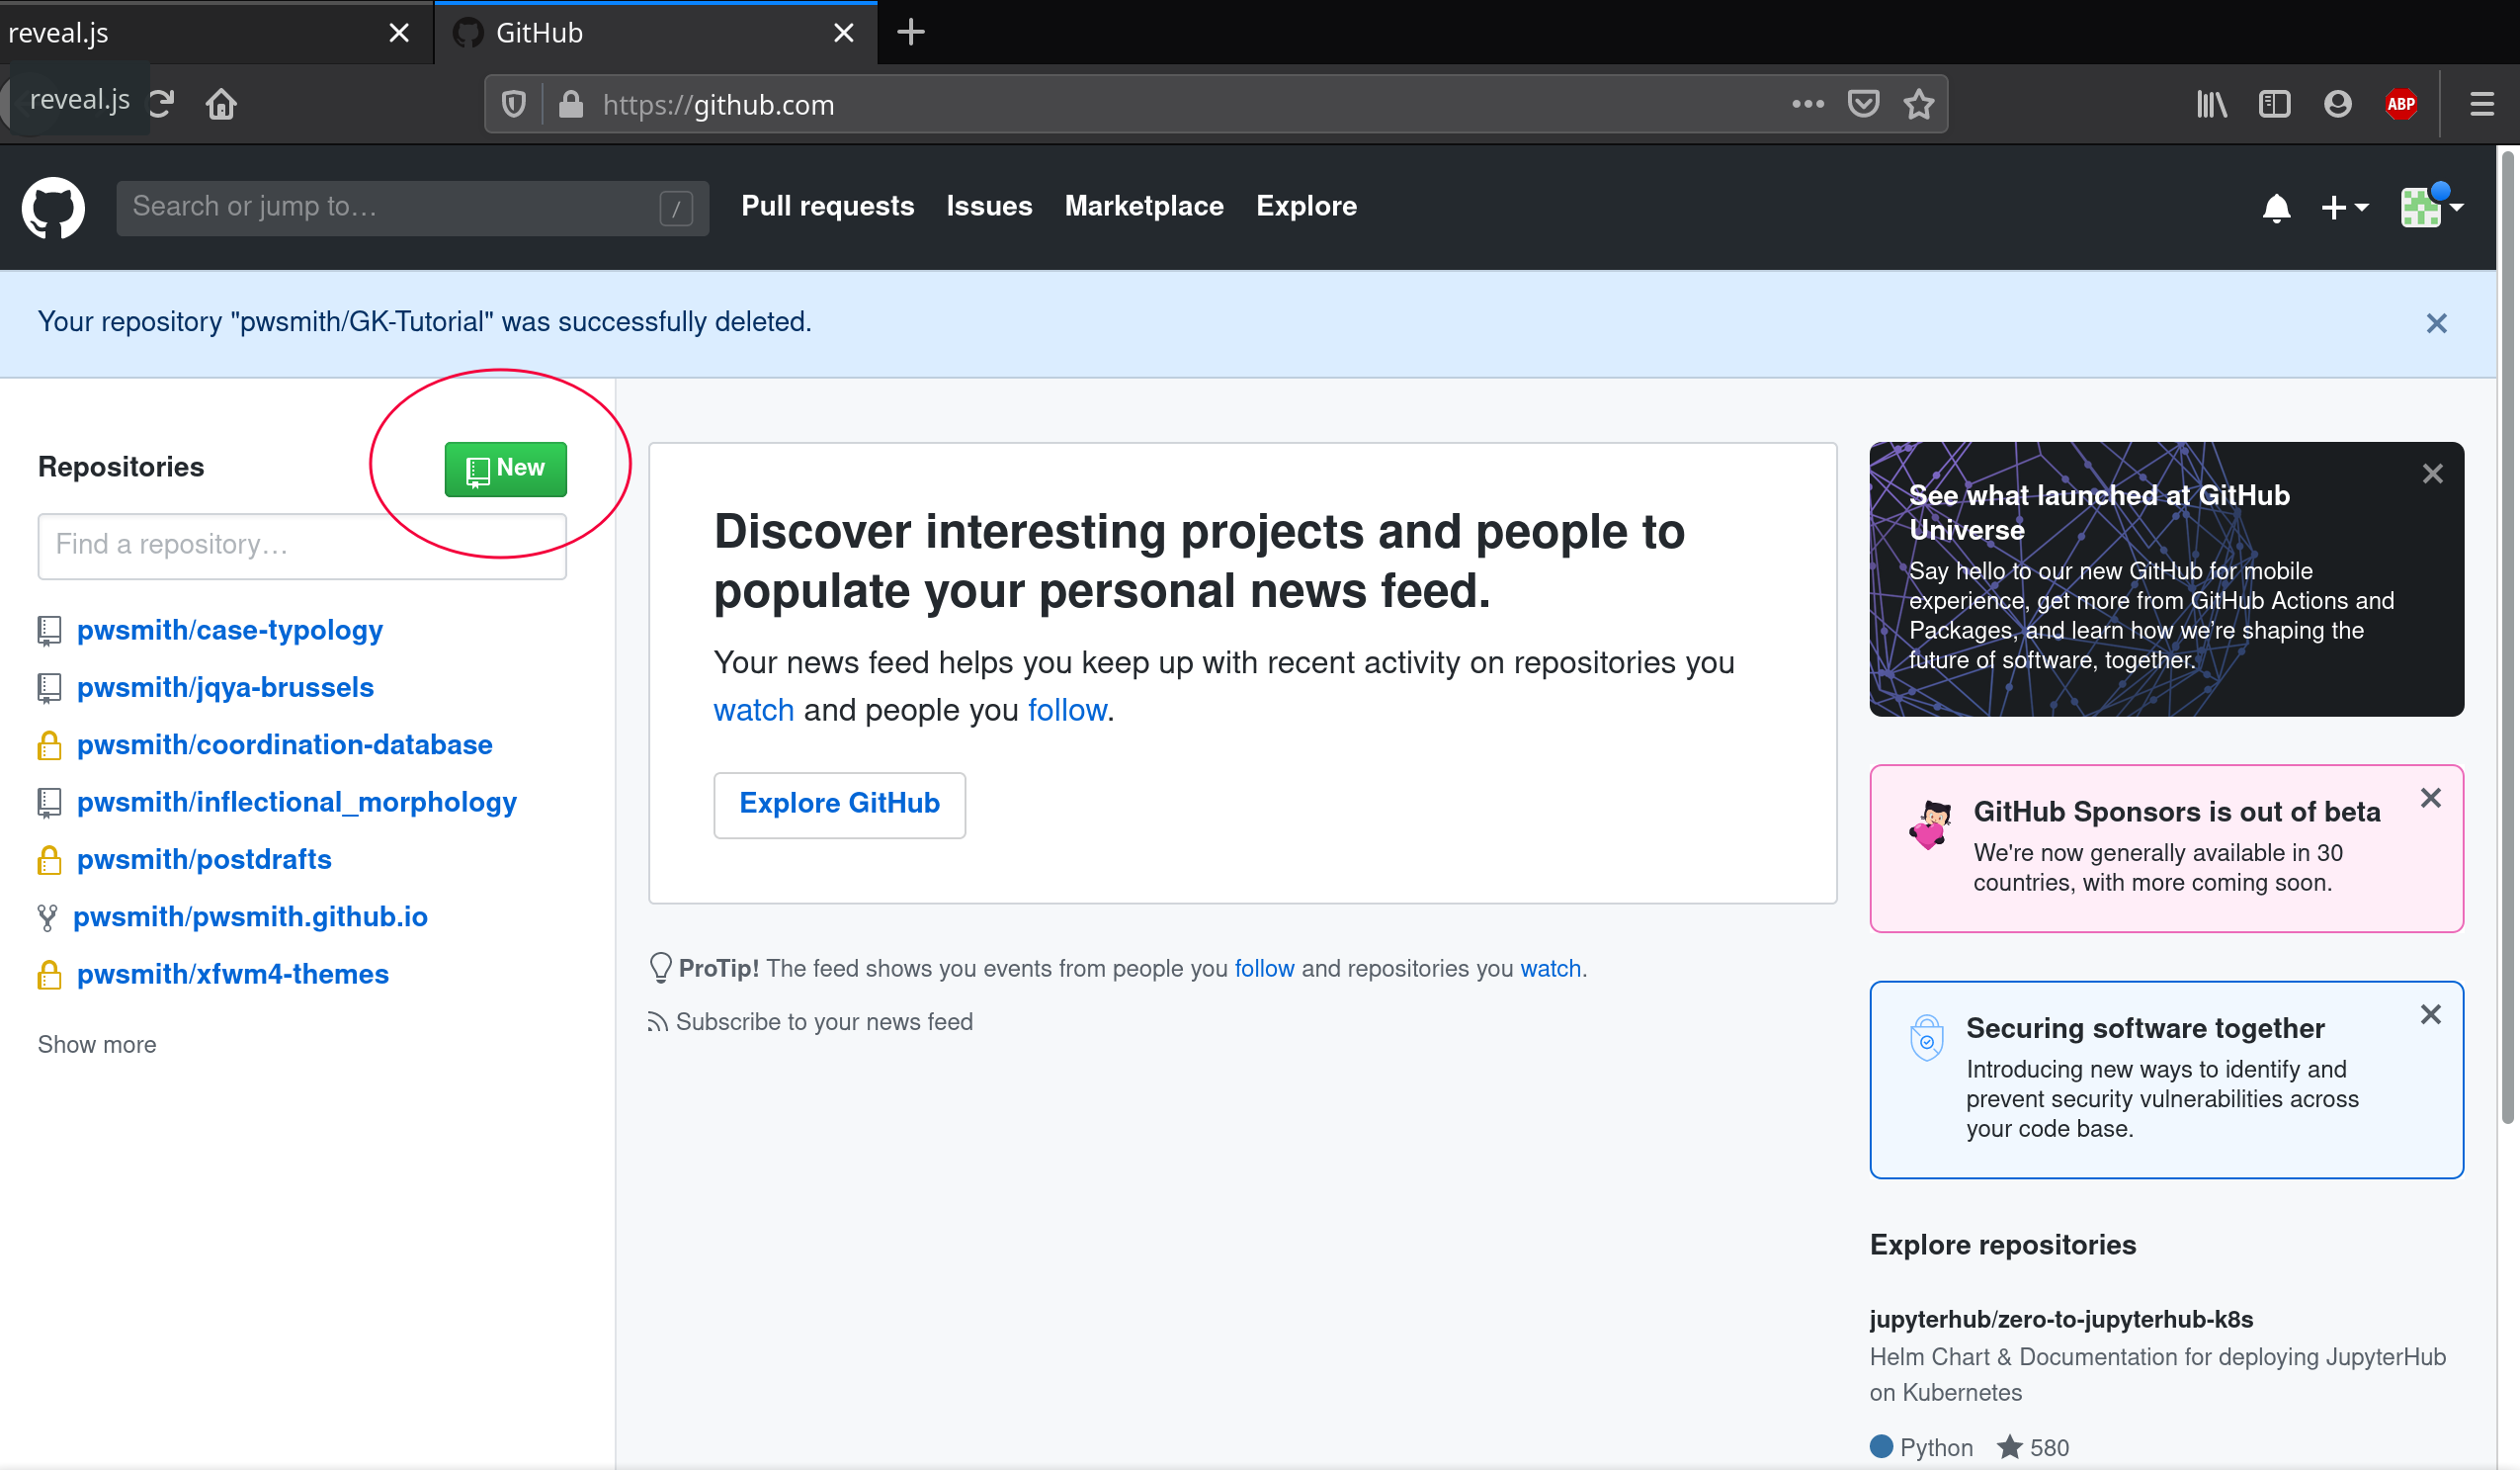 reveal.js
GitHub
reveal.js
https://github.com
ABP
Search or jump to…
/
Pull requests
Issues
Marketplace
Explore
Your repository "pwsmith/GK-Tutorial" was successfully deleted.
Repositories
New
Find a repository…
pwsmith/case-typology
pwsmith/jqya-brussels
pwsmith/coordination-database
pwsmith/inflectional_morphology
pwsmith/postdrafts
pwsmith/pwsmith.github.io
pwsmith/xfwm4-themes
Show more
Discover interesting projects and people to
populate your personal news feed.
Your news feed helps you keep up with recent activity on repositories you
watch and people you follow.
Explore GitHub
ProTip! The feed shows you events from people you follow and repositories you watch.
Subscribe to your news feed
See what launched at GitHub
Universe
Say hello to our new GitHub for mobile
experience, get more from GitHub Actions and
Packages, and learn how we’re shaping the
future of software, together.
GitHub Sponsors is out of beta
We're now generally available in 30
countries, with more coming soon.
Securing software together
Introducing new ways to identify and
prevent security vulnerabilities across
your code base.
Explore repositories
jupyterhub/zero-to-jupyterhub-k8s
Helm Chart & Documentation for deploying JupyterHub
on Kubernetes
Python
580